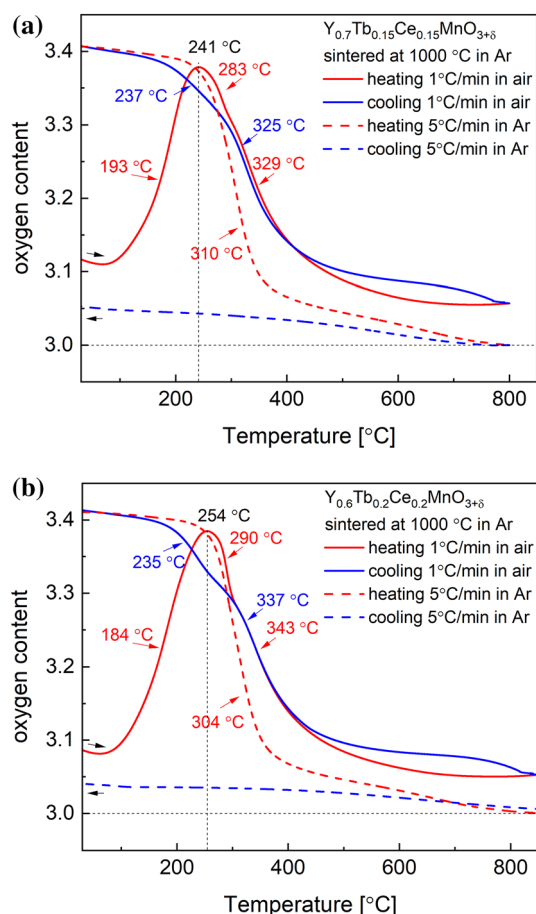 (a)
241 °C
Y0.7Tb0.15Ce0.15MnO3+δ
3.4
283 °C
sintered at 1000 °C in Ar
heating 1°C/min in air
237 °C
cooling 1°C/min in air
3.3
325 °C
heating 5°C/min in Ar
cooling 5°C/min in Ar
193 °C
329 °C
oxygen content
3.2
310 °C
3.1
3.0
200 400 600 800
Temperature [°C]
(b)
254 °C
Y0.6Tb0.2Ce0.2MnO3+δ
3.4
290 °C
sintered at 1000 °C in Ar
235 °C
heating 1°C/min in air
cooling 1°C/min in air
3.3
337 °C
heating 5°C/min in Ar
cooling 5°C/min in Ar
184 °C
343 °C
oxygen content
3.2
304 °C
3.1
3.0
200 400 600 800
Temperature [°C]